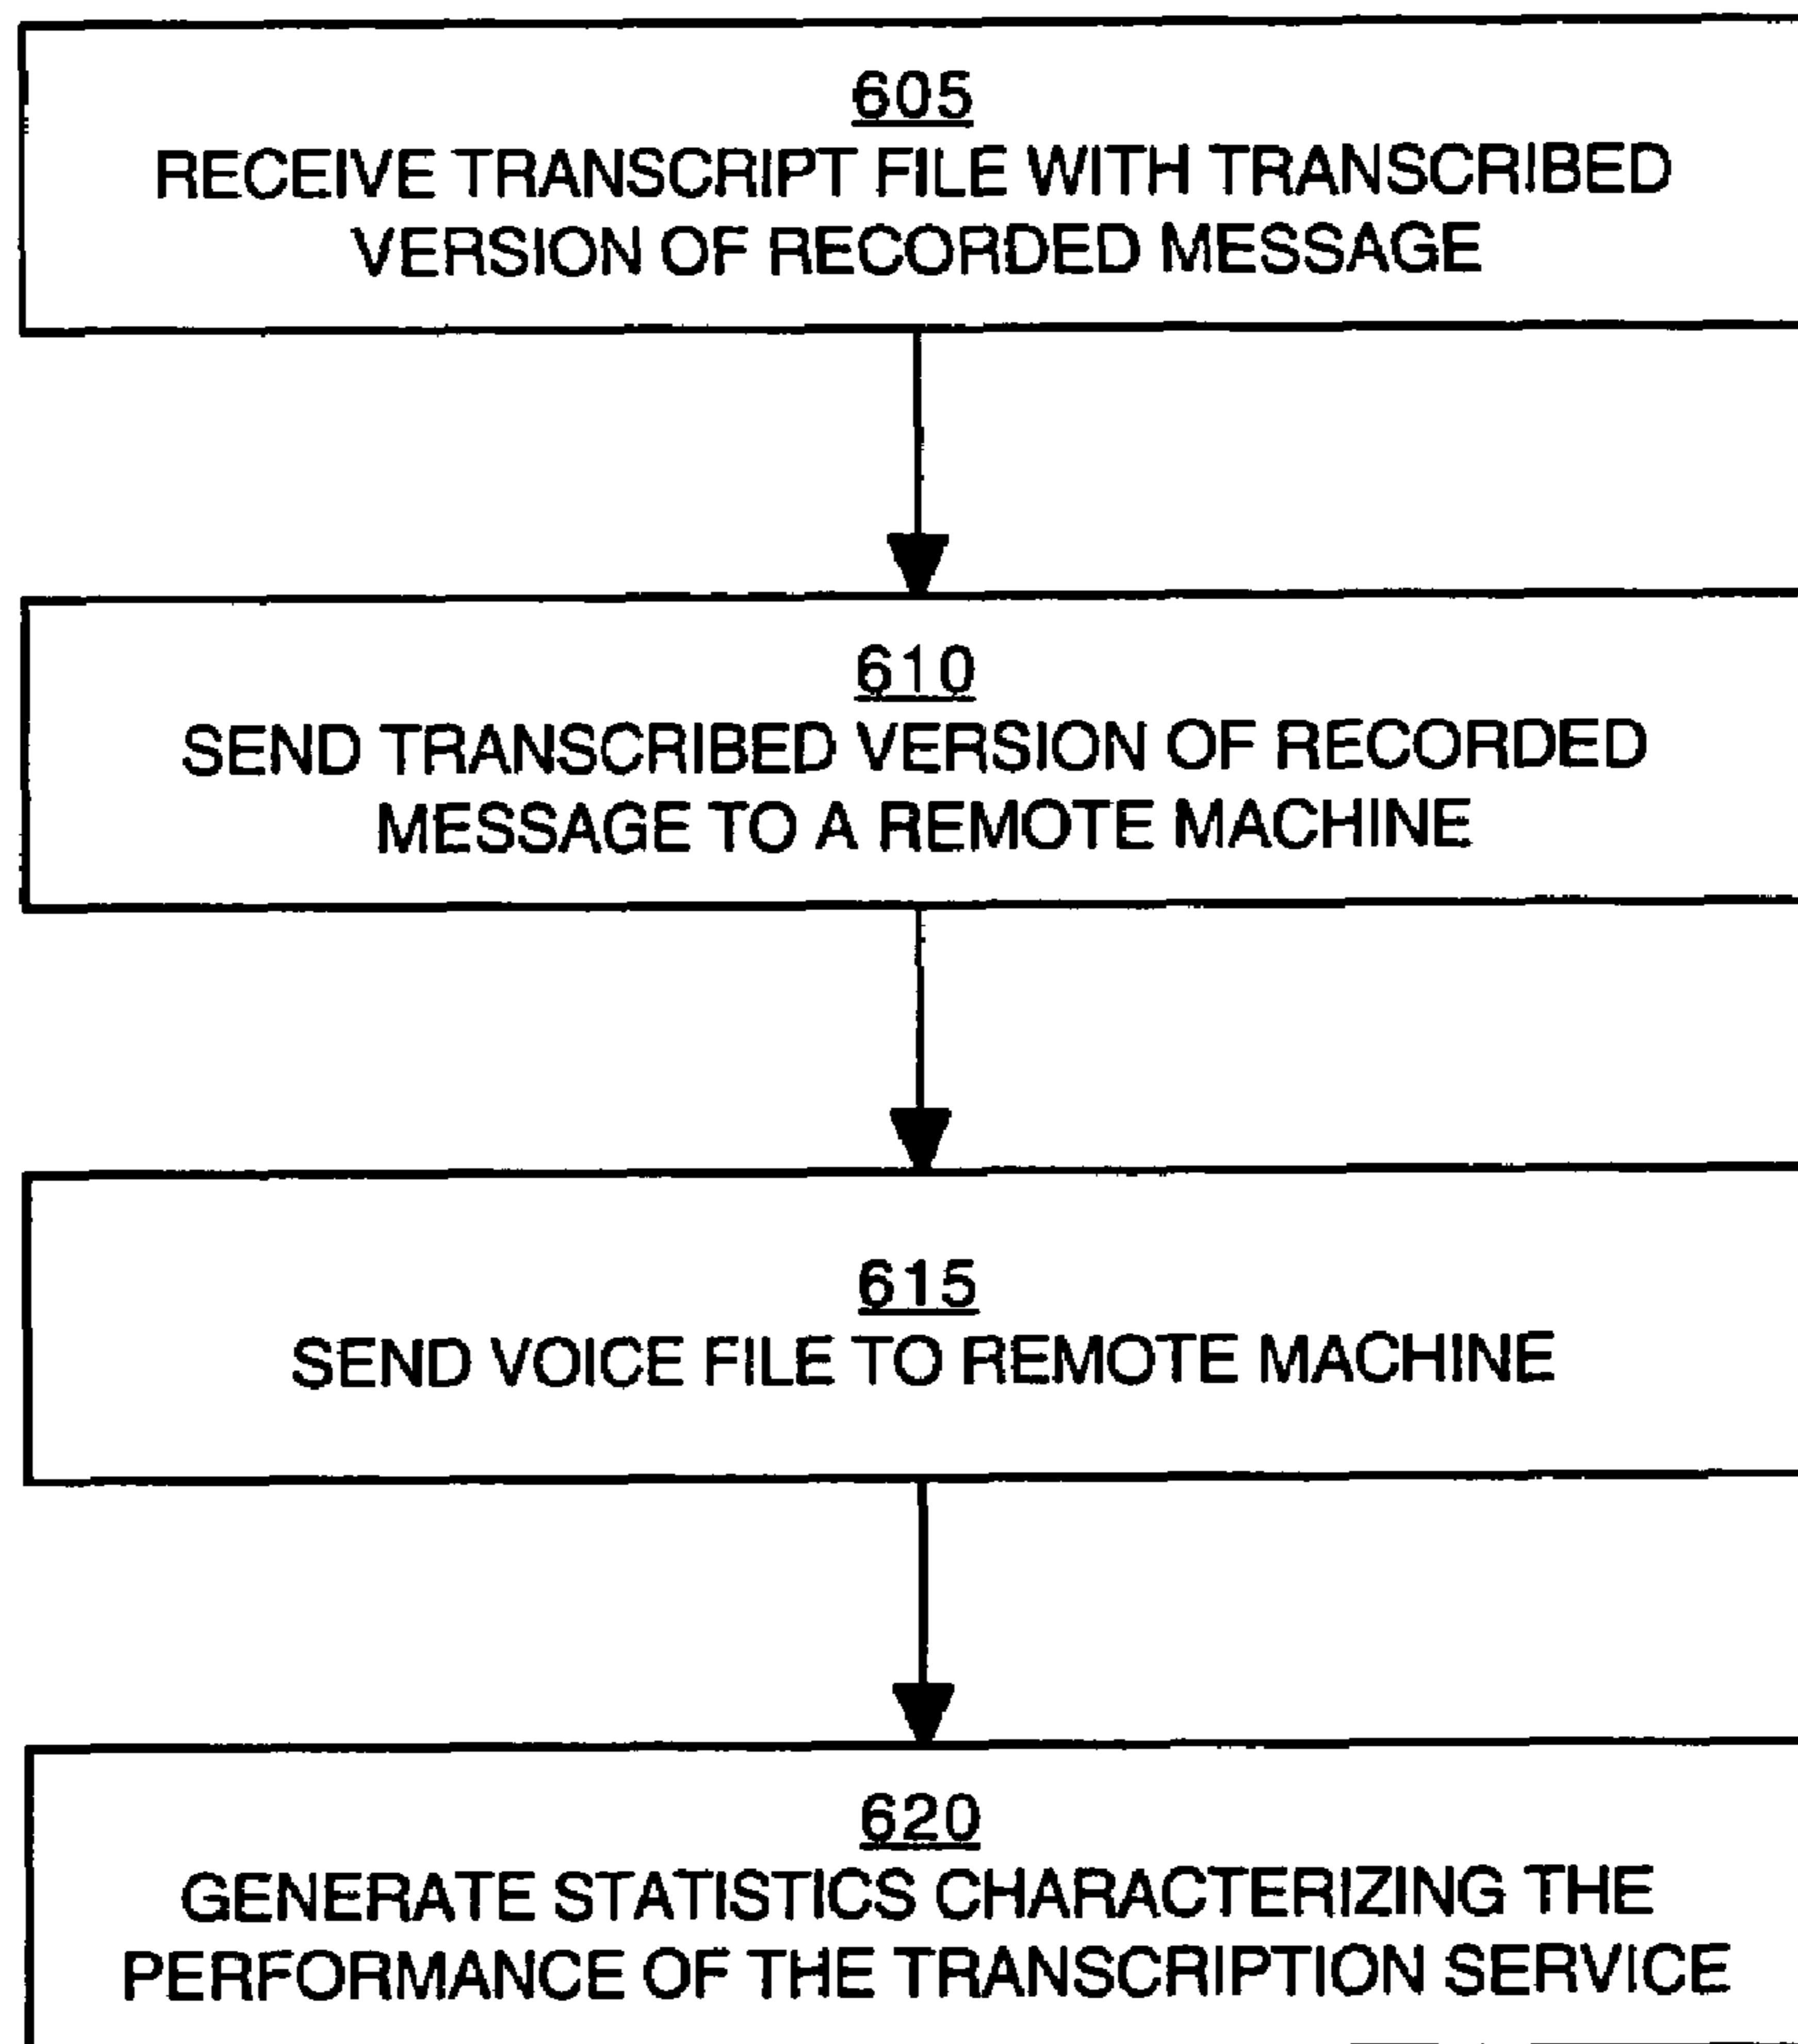 605
RECEIVE TRANSCRIPT FILE WITH TRANSCRIBED
VERSION OF RECORDED MESSAGE
610
SEND TRANSCRIBED VERSION OF RECORDED
MESSAGE TO A REMOTE MACHINE
615
SEND VOICE FILE TO REMOTE MACHINE
620
GENERATE STATISTICS CHARACTERIZING THE
PERFORMANCE OF THE TRANSCRIPTION SERVICE